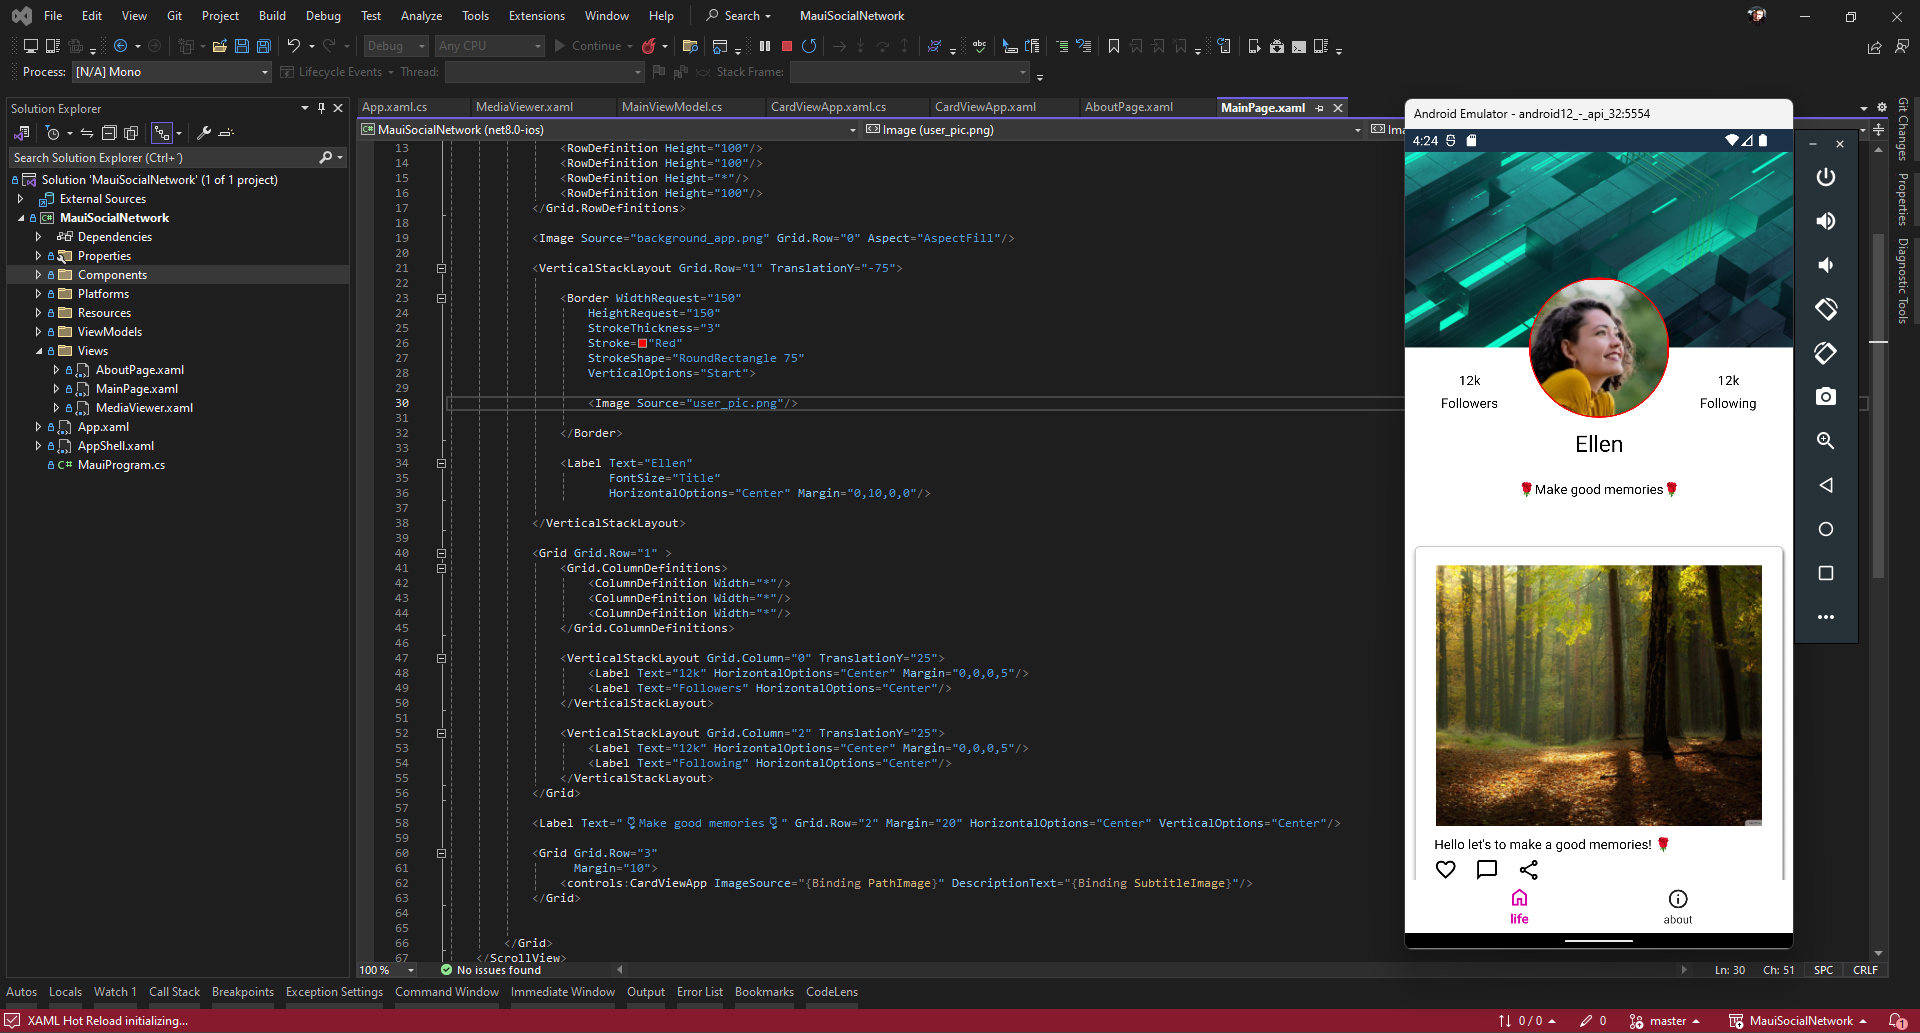 File Edit View Git Project Build Debug Test Analyze Tools Extensions Window Help Search MauiSocialNetwork
Debug Any CPU Continue
Process: [N/A] Mono Lifecycle Events Thread: Stack Frame:
Solution Explorer
Search Solution Explorer (Ctrl+´)
Solution 'MauiSocialNetwork' (1 of 1 project)
External Sources
MauiSocialNetwork
Dependencies
Properties
Components
Platforms
Resources
ViewModels
Views
AboutPage.xaml
MainPage.xaml
MediaViewer.xaml
App.xaml
AppShell.xaml
MauiProgram.cs
App.xaml.cs MediaViewer.xaml MainViewModel.cs CardViewApp.xaml.cs CardViewApp.xaml AboutPage.xaml MainPage.xaml
MauiSocialNetwork (net8.0-ios) Image (user_pic.png)
13 <RowDefinition Height="100"/>
14 <RowDefinition Height="100"/>
15 <RowDefinition Height="*"/>
16 <RowDefinition Height="100"/>
17 </Grid.RowDefinitions>
18
19 <Image Source="background_app.png" Grid.Row="0" Aspect="AspectFill"/>
20
21 <VerticalStackLayout Grid.Row="1" TranslationY="-75">
22
23 <Border WidthRequest="150"
24 HeightRequest="150"
25 StrokeThickness="3"
26 Stroke="Red"
27 StrokeShape="RoundRectangle 75"
28 VerticalOptions="Start">
29
30 <Image Source="user_pic.png"/>
31
32 </Border>
33
34 <Label Text="Ellen"
35 FontSize="Title"
36 HorizontalOptions="Center" Margin="0,10,0,0"/>
37
38 </VerticalStackLayout>
39
40 <Grid Grid.Row="1" >
41 <Grid.ColumnDefinitions>
42 <ColumnDefinition Width="*"/>
43 <ColumnDefinition Width="*"/>
44 <ColumnDefinition Width="*"/>
45 </Grid.ColumnDefinitions>
46
47 <VerticalStackLayout Grid.Column="0" TranslationY="25">
48 <Label Text="12k" HorizontalOptions="Center" Margin="0,0,0,5"/>
49 <Label Text="Followers" HorizontalOptions="Center"/>
50 </VerticalStackLayout>
51
52 <VerticalStackLayout Grid.Column="2" TranslationY="25">
53 <Label Text="12k" HorizontalOptions="Center" Margin="0,0,0,5"/>
54 <Label Text="Following" HorizontalOptions="Center"/>
55 </VerticalStackLayout>
56 </Grid>
57
58 <Label Text="🌹Make good memories🌹" Grid.Row="2" Margin="20" HorizontalOptions="Center" VerticalOptions="Center"/>
59
60 <Grid Grid.Row="3"
61 Margin="10">
62 <controls:CardViewApp ImageSource="{Binding PathImage}" DescriptionText="{Binding SubtitleImage}"/>
63 </Grid>
64
65
66 </Grid>
67 </ScrollView>
100 % No issues found Ln: 30 Ch: 51 SPC CRLF
Android Emulator - android12_-_api_32:5554
4:24
12k
Followers
12k
Following
Ellen
🌹Make good memories🌹
Hello let's to make a good memories! 🌹
life
about
Git Changes
Properties
Diagnostic Tools
Autos Locals Watch 1 Call Stack Breakpoints Exception Settings Command Window Immediate Window Output Error List Bookmarks CodeLens
XAML Hot Reload initializing... 0 / 0 0 master MauiSocialNetwork 1